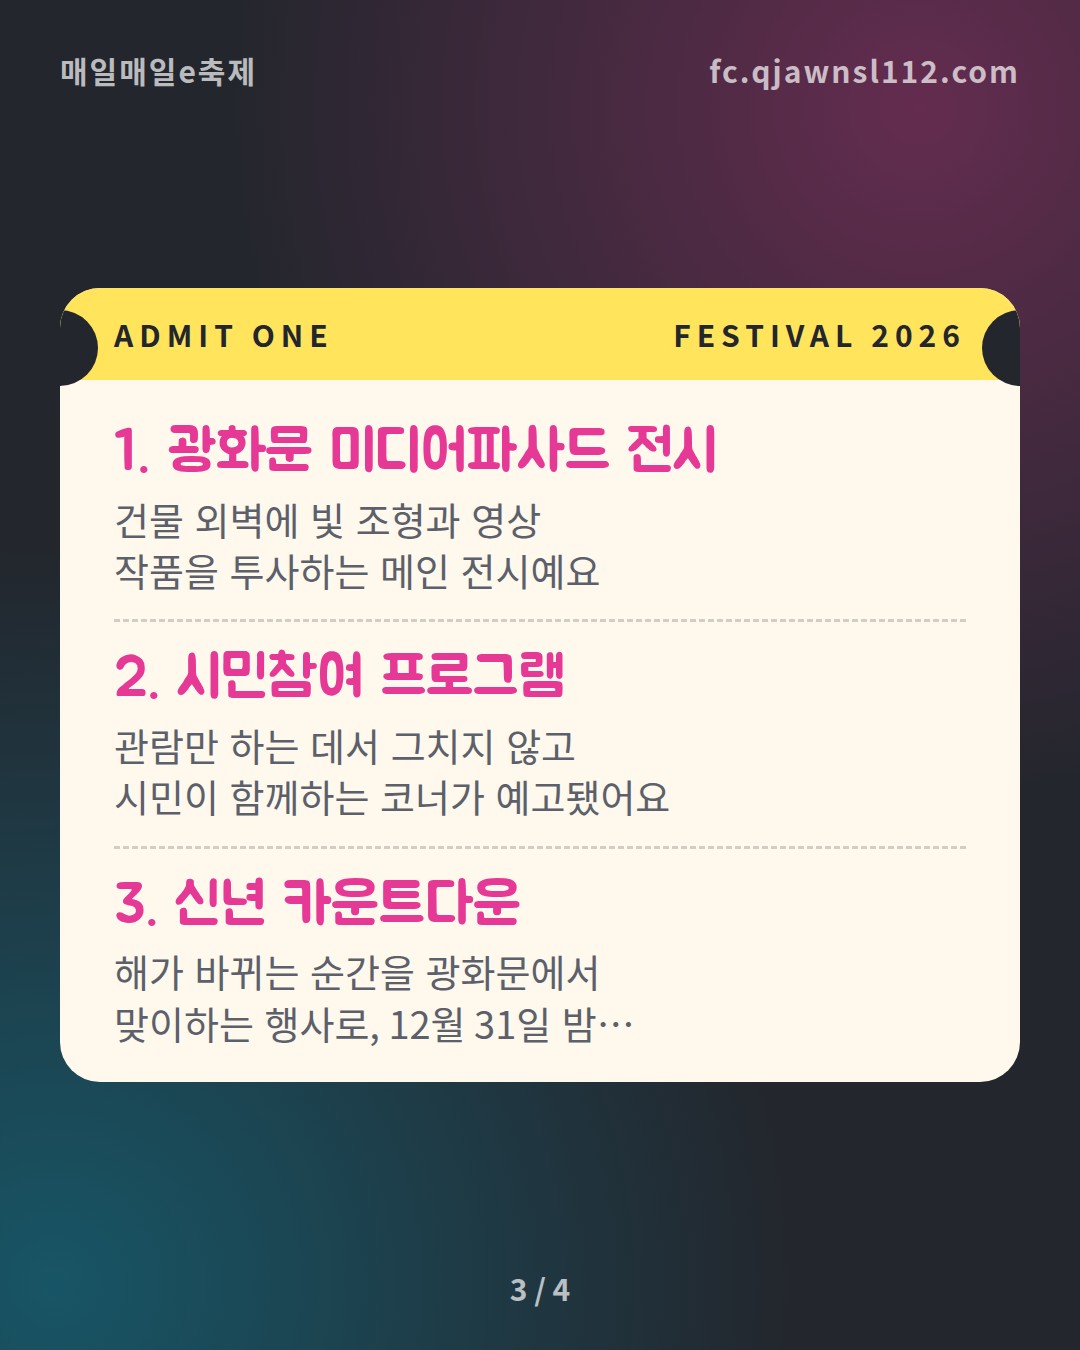 매일매일e축제
fc.qjawnsl112.com
ADMIT ONE
FESTIVAL 2026
1. 광화문 미디어파사드 전시
건물 외벽에 빛 조형과 영상
작품을 투사하는 메인 전시예요
2. 시민참여 프로그램
관람만 하는 데서 그치지 않고
시민이 함께하는 코너가 예고됐어요
3. 신년 카운트다운
해가 바뀌는 순간을 광화문에서
맞이하는 행사로, 12월 31일 밤…
3 / 4